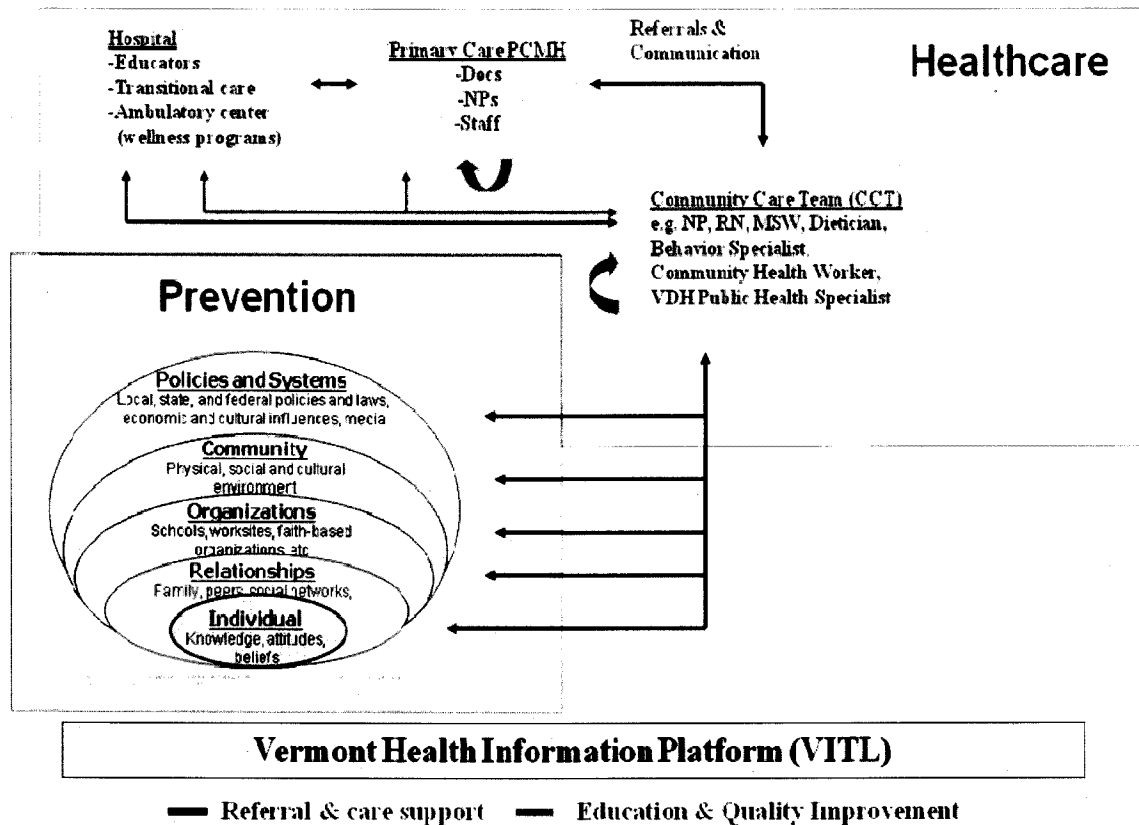 Hospital
-Educators
-Transitional care
-Ambulatory center
(wellness programs)
Primary Care PCMH
-Docs
-NPs
-Staff
Referrals &
Communication
Healthcare
Community Care Team (CCT)
e.g. NP, RN, MSW, Dietician,
Behavior Specialist,
Community Health Worker,
VDH Public Health Specialist
Prevention
Policies and Systems
Local, state, and federal policies and laws,
economic and cultural influences, media
Community
Physical, social and cultural
environment
Organizations
Schools, worksites, faith-based
organizations, etc
Relationships
Family, peers, social networks,
Individual
Knowledge, attitudes,
beliefs
Vermont Health Information Platform (VITL)
Referral & care support
Education & Quality Improvement